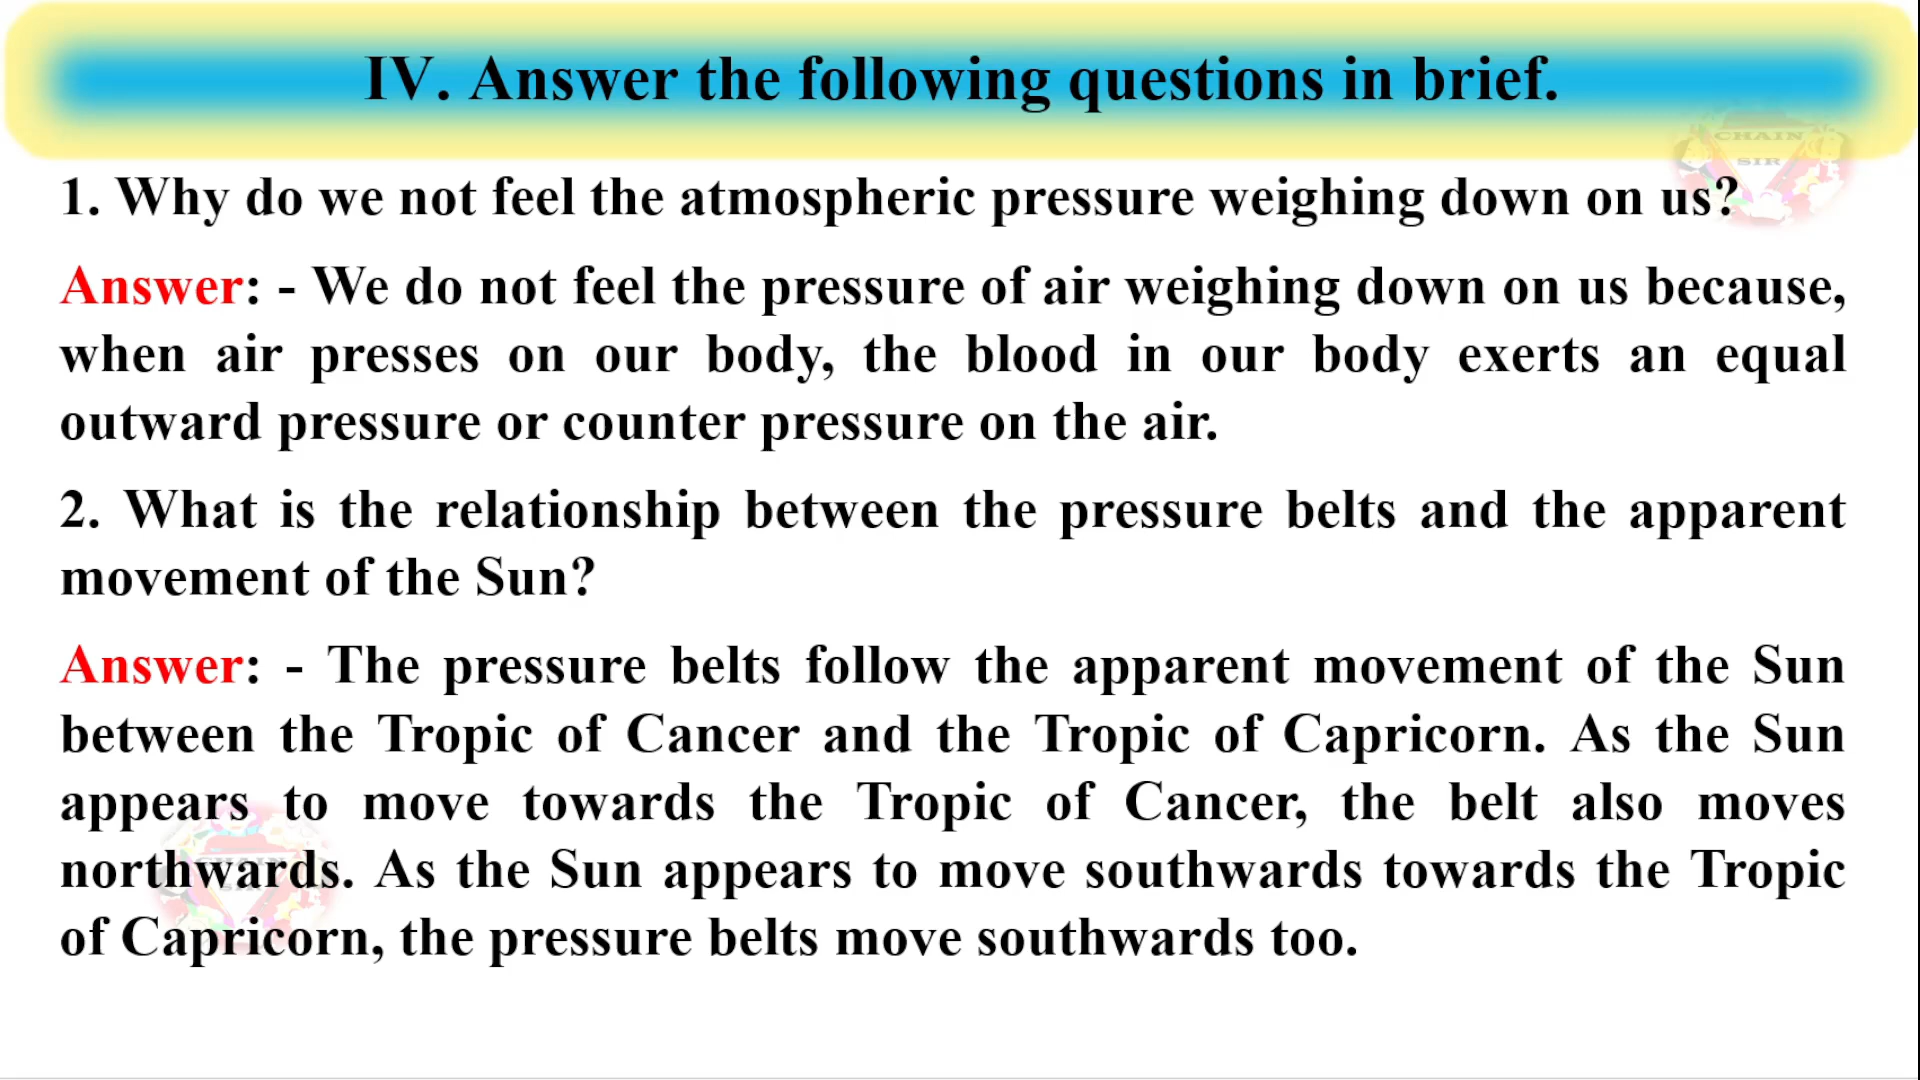 IV. Answer the following questions in brief.
CHAIN
SIR
1. Why do we not feel the atmospheric pressure weighing down on us?
Answer: - We do not feel the pressure of air weighing down on us because,
when air presses on our body, the blood in our body exerts an equal
outward pressure or counter pressure on the air.
2. What is the relationship between the pressure belts and the apparent
movement of the Sun?
Answer: - The pressure belts follow the apparent movement of the Sun
between the Tropic of Cancer and the Tropic of Capricorn. As the Sun
appears to move towards the Tropic of Cancer, the belt also moves
northwards. As the Sun appears to move southwards towards the Tropic
of Capricorn, the pressure belts move southwards too.
CHAIN
SIR